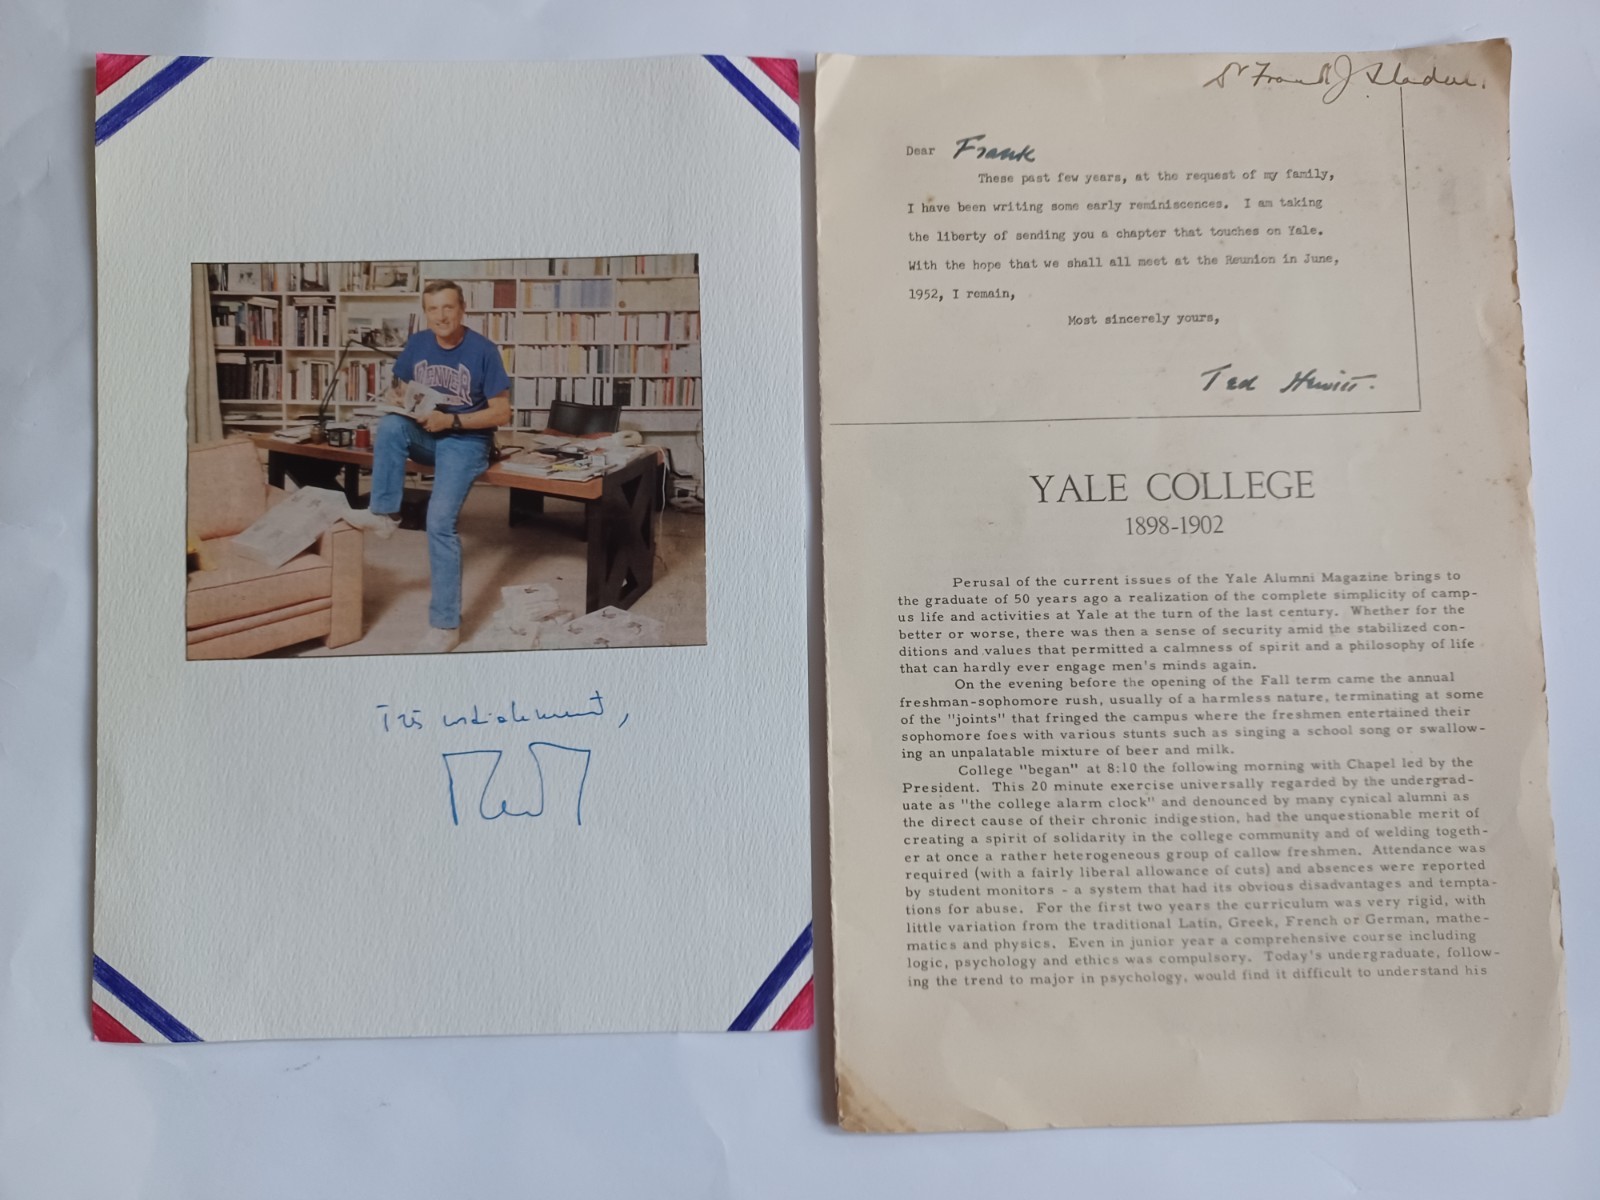 DENVER
Très cordialement,
Dr Frank J Sladen.
Dear Frank
These past few years, at the request of my family,
I have been writing some early reminiscences. I am taking
the liberty of sending you a chapter that touches on Yale.
With the hope that we shall all meet at the Reunion in June,
1952, I remain,
Most sincerely yours,
Ted Hewitt.
YALE COLLEGE
1898-1902
Perusal of the current issues of the Yale Alumni Magazine brings to
the graduate of 50 years ago a realization of the complete simplicity of camp-
us life and activities at Yale at the turn of the last century. Whether for the
better or worse, there was then a sense of security amid the stabilized con-
ditions and values that permitted a calmness of spirit and a philosophy of life
that can hardly ever engage men's minds again.
On the evening before the opening of the Fall term came the annual
freshman-sophomore rush, usually of a harmless nature, terminating at some
of the "joints" that fringed the campus where the freshmen entertained their
sophomore foes with various stunts such as singing a school song or swallow-
ing an unpalatable mixture of beer and milk.
College "began" at 8:10 the following morning with Chapel led by the
President. This 20 minute exercise universally regarded by the undergrad-
uate as "the college alarm clock" and denounced by many cynical alumni as
the direct cause of their chronic indigestion, had the unquestionable merit of
creating a spirit of solidarity in the college community and of welding togeth-
er at once a rather heterogeneous group of callow freshmen. Attendance was
required (with a fairly liberal allowance of cuts) and absences were reported
by student monitors - a system that had its obvious disadvantages and tempta-
tions for abuse. For the first two years the curriculum was very rigid, with
little variation from the traditional Latin, Greek, French or German, mathe-
matics and physics. Even in junior year a comprehensive course including
logic, psychology and ethics was compulsory. Today's undergraduate, follow-
ing the trend to major in psychology, would find it difficult to understand his